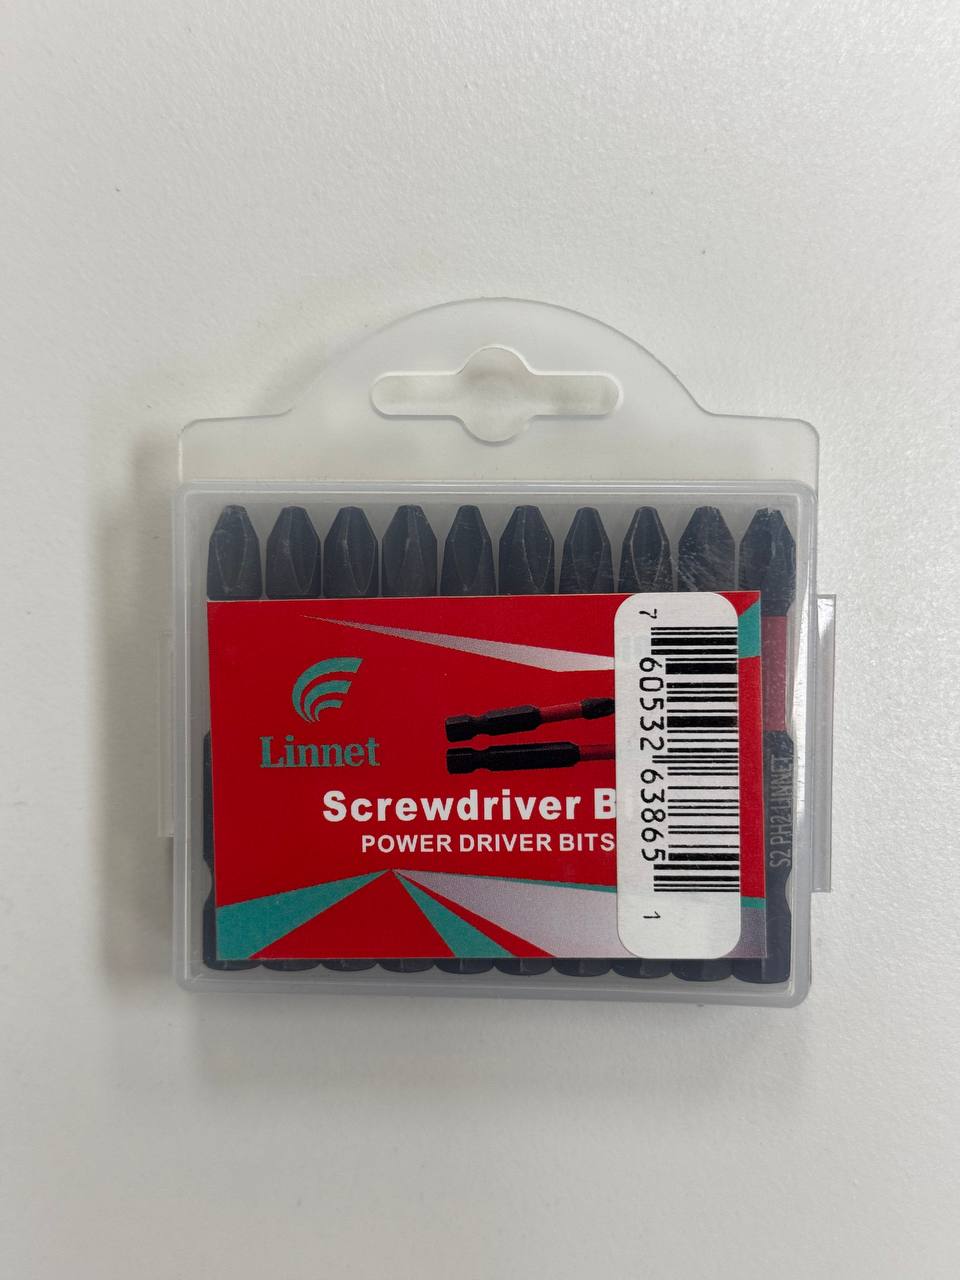 Linnet
Screwdriver B
POWER DRIVER BITS
7 60532 63865 1
S2 PH2 LINNET